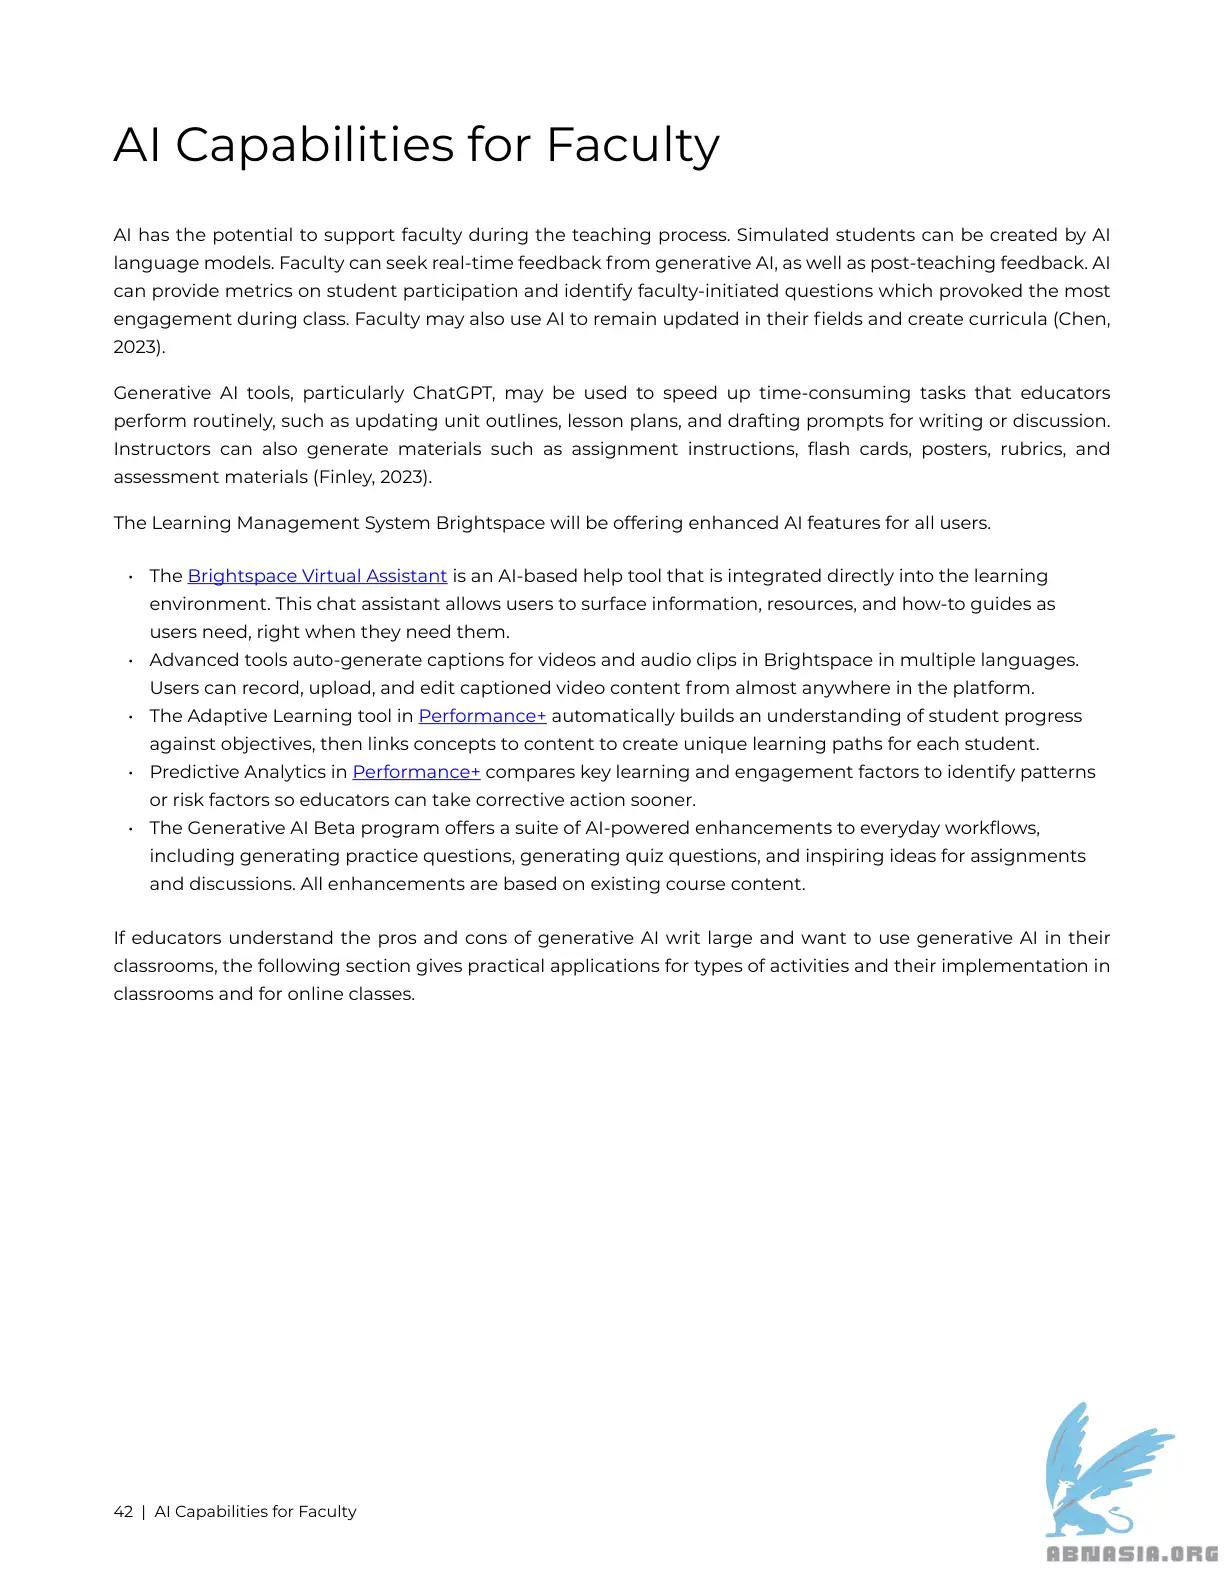 AI Capabilities for Faculty
AI has the potential to support faculty during the teaching process. Simulated students can be created by AI
language models. Faculty can seek real-time feedback from generative AI, as well as post-teaching feedback. AI
can provide metrics on student participation and identify faculty-initiated questions which provoked the most
engagement during class. Faculty may also use AI to remain updated in their fields and create curricula (Chen,
2023).
Generative AI tools, particularly ChatGPT, may be used to speed up time-consuming tasks that educators
perform routinely, such as updating unit outlines, lesson plans, and drafting prompts for writing or discussion.
Instructors can also generate materials such as assignment instructions, flash cards, posters, rubrics, and
assessment materials (Finley, 2023).
The Learning Management System Brightspace will be offering enhanced AI features for all users.
• The Brightspace Virtual Assistant is an AI-based help tool that is integrated directly into the learning
environment. This chat assistant allows users to surface information, resources, and how-to guides as
users need, right when they need them.
• Advanced tools auto-generate captions for videos and audio clips in Brightspace in multiple languages.
Users can record, upload, and edit captioned video content from almost anywhere in the platform.
• The Adaptive Learning tool in Performance+ automatically builds an understanding of student progress
against objectives, then links concepts to content to create unique learning paths for each student.
• Predictive Analytics in Performance+ compares key learning and engagement factors to identify patterns
or risk factors so educators can take corrective action sooner.
• The Generative AI Beta program offers a suite of AI-powered enhancements to everyday workflows,
including generating practice questions, generating quiz questions, and inspiring ideas for assignments
and discussions. All enhancements are based on existing course content.
If educators understand the pros and cons of generative AI writ large and want to use generative AI in their
classrooms, the following section gives practical applications for types of activities and their implementation in
classrooms and for online classes.
42 | AI Capabilities for Faculty
ABNASIA.ORG